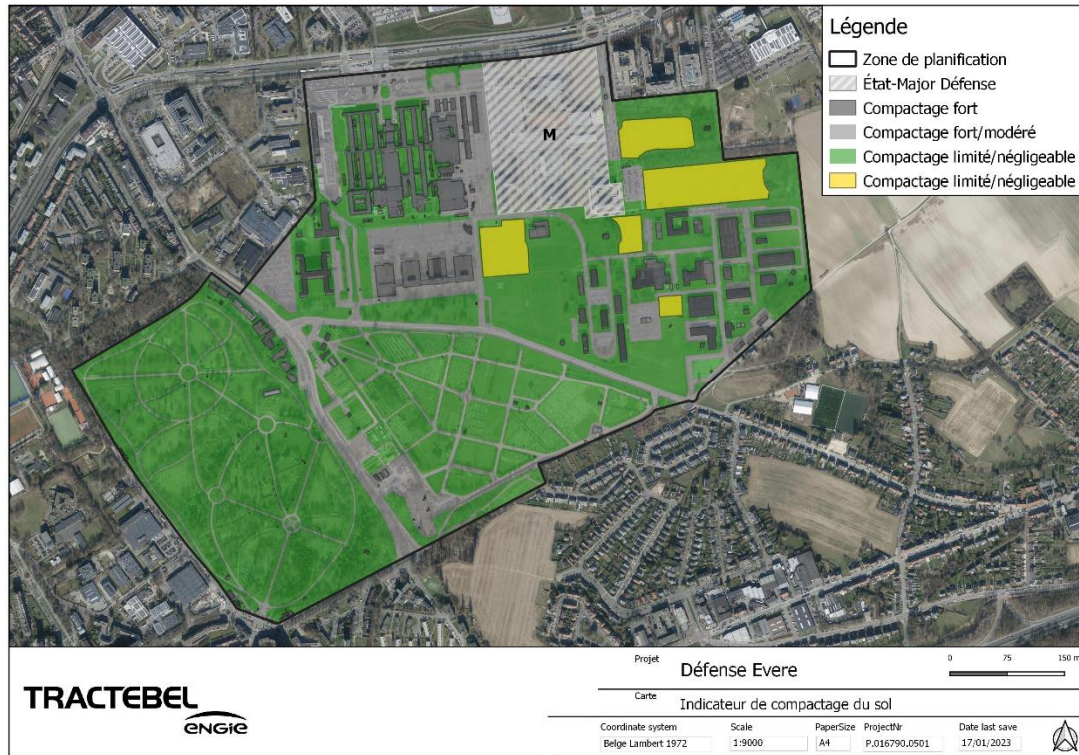 Légende
Zone de planification
État-Major Défense
Compactage fort
Compactage fort/modéré
Compactage limité/négligeable
Compactage limité/négligeable
M
Projet
Défense Evere
0 75 150 m
Carte
Indicateur de compactage du sol
TRACTEBEL
ENGIE
Coordinate system Scale PaperSize ProjectNr Date last save
Belge Lambert 1972 1:9000 A4 P.016790.0501 17/01/2023